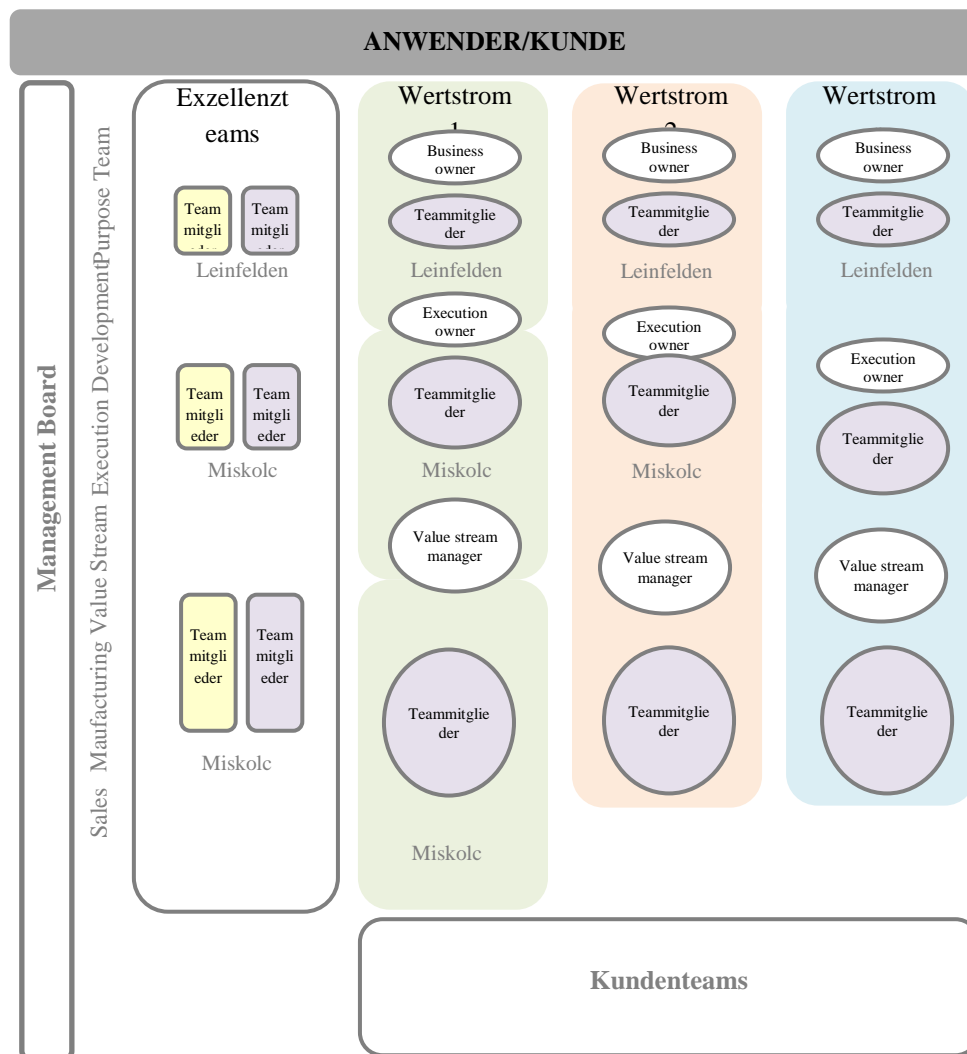 ANWENDER/KUNDE
Management Board
Sales Maufacturing Value Stream Execution DevelopmentPurpose Team
Exzellenzt
eams
Team
mitgli
Team
mitgli
Leinfelden
Team
mitgli
eder
Team
mitgli
eder
Miskolc
Team
mitgli
eder
Team
mitgli
eder
Miskolc
Wertstrom
1
Business
owner
Teammitglie
der
Leinfelden
Execution
owner
Teammitglie
der
Miskolc
Value stream
manager
Teammitglie
der
Miskolc
Wertstrom
2
Business
owner
Teammitglie
der
Leinfelden
Execution
owner
Teammitglie
der
Miskolc
Value stream
manager
Teammitglie
der
Wertstrom
Business
owner
Teammitglie
der
Leinfelden
Execution
owner
Teammitglie
der
Value stream
manager
Teammitglie
der
Kundenteams